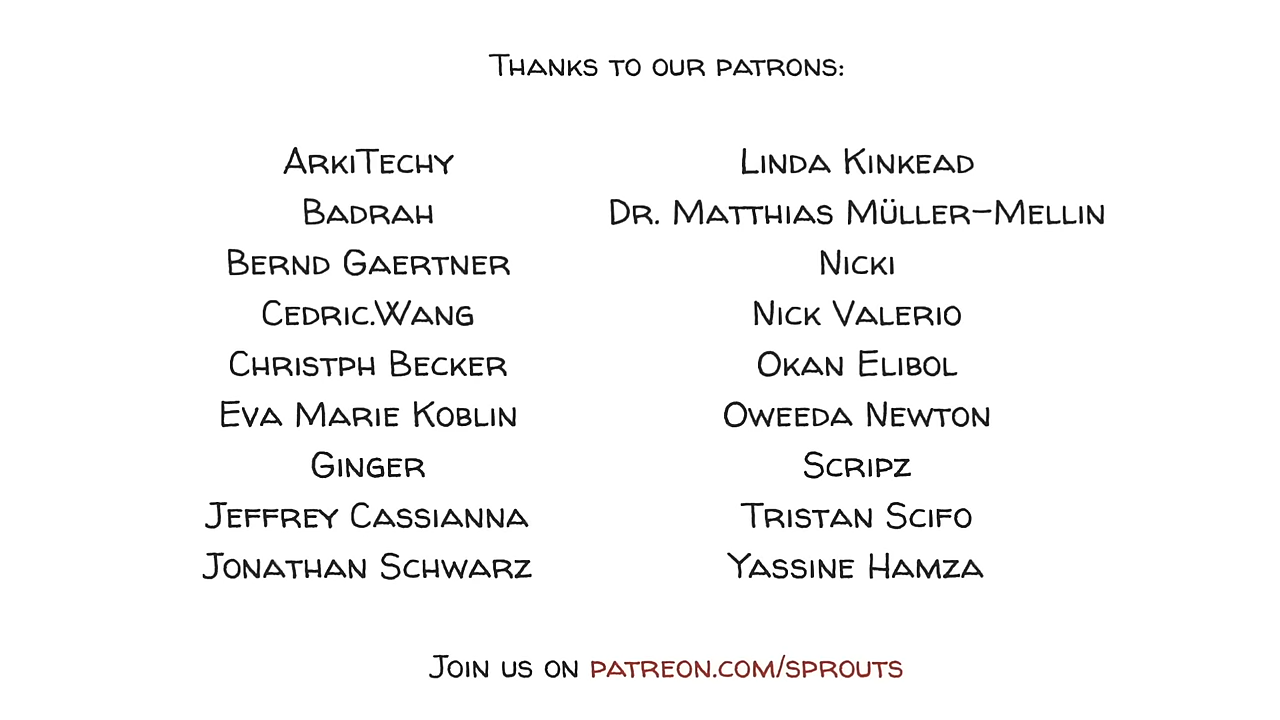 Thanks to our patrons:
ArkiTechy
Badrah
Bernd Gaertner
Cedric.Wang
Christph Becker
Eva Marie Koblin
Ginger
Jeffrey Cassianna
Jonathan Schwarz
Linda Kinkead
Dr. Matthias Müller-Mellin
Nicki
Nick Valerio
Okan Elibol
Oweeda Newton
Scripz
Tristan Scifo
Yassine Hamza
Join us on patreon.com/sprouts